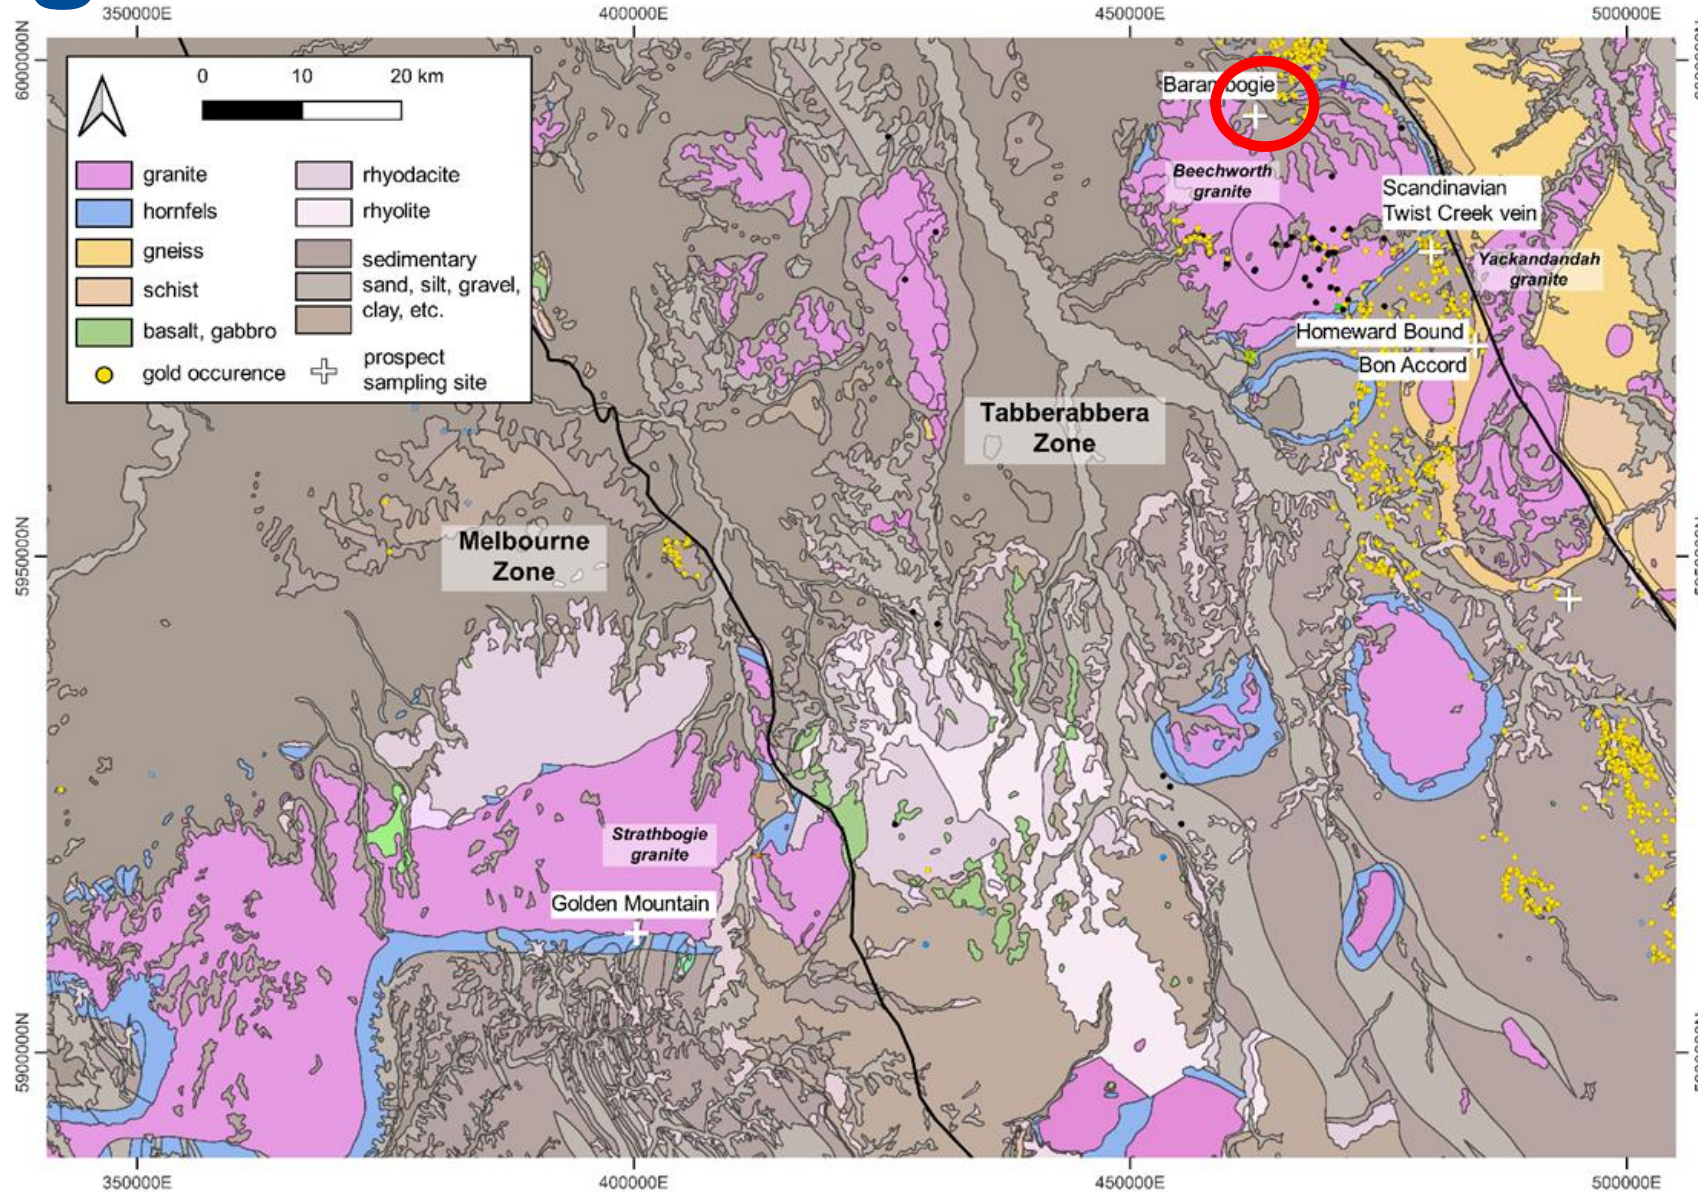 350000E
400000E
450000E
500000E
6000000N
0
10
20 km
granite
hornfels
gneiss
schist
basalt, gabbro
gold occurence
rhyodacite
rhyolite
sedimentary
sand, silt, gravel,
clay, etc.
prospect
sampling site
Barambogie
Beechworth
granite
Scandinavian
Twist Creek vein
Yackandandah
granite
Homeward Bound
Bon Accord
Tabberabbera
Zone
Melbourne
Zone
5950000N
Strathbogie
granite
Golden Mountain
5900000N
350000E
400000E
450000E
500000E